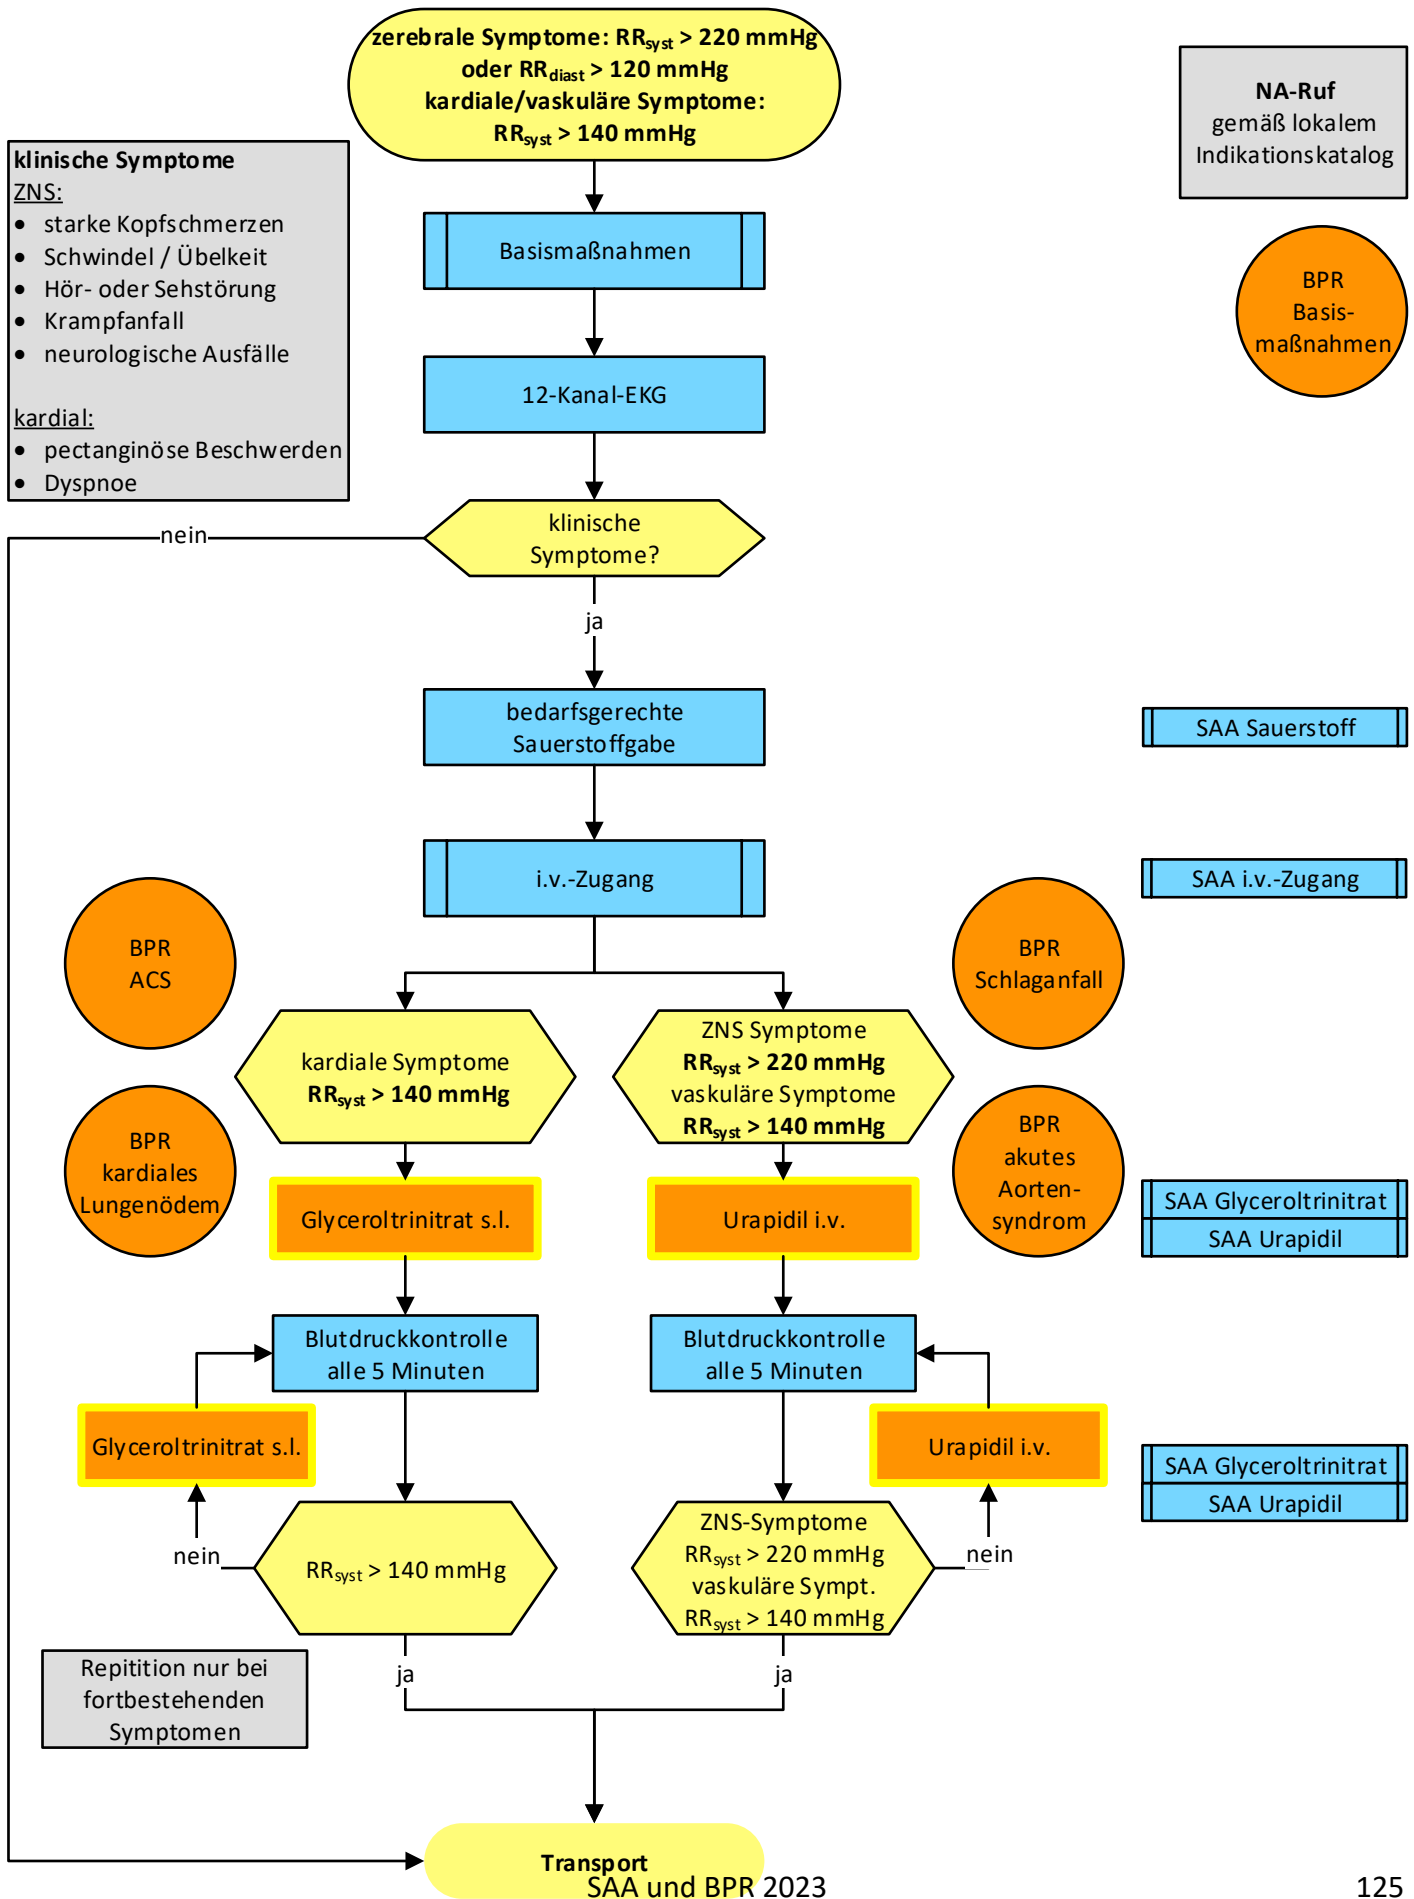 zerebrale Symptome: RRsyst > 220 mmHg
oder RRdiast > 120 mmHg
kardiale/vaskuläre Symptome:
RRsyst > 140 mmHg
NA-Ruf
gemäß lokalem
Indikationskatalog
klinische Symptome
ZNS:
• starke Kopfschmerzen
• Schwindel / Übelkeit
• Hör- oder Sehstörung
• Krampfanfall
• neurologische Ausfälle
kardial:
• pectanginöse Beschwerden
• Dyspnoe
Basismaßnahmen
BPR
Basis-
maßnahmen
12-Kanal-EKG
klinische
Symptome?
nein
ja
bedarfsgerechte
Sauerstoffgabe
SAA Sauerstoff
i.v.-Zugang
SAA i.v.-Zugang
BPR
ACS
BPR
Schlaganfall
kardiale Symptome
RRsyst > 140 mmHg
ZNS Symptome
RRsyst > 220 mmHg
vaskuläre Symptome
RRsyst > 140 mmHg
BPR
kardiales
Lungenödem
BPR
akutes
Aorten-
syndrom
Glyceroltrinitrat s.l.
Urapidil i.v.
SAA Glyceroltrinitrat
SAA Urapidil
Blutdruckkontrolle
alle 5 Minuten
Blutdruckkontrolle
alle 5 Minuten
Glyceroltrinitrat s.l.
Urapidil i.v.
SAA Glyceroltrinitrat
SAA Urapidil
nein
RRsyst > 140 mmHg
ZNS-Symptome
RRsyst > 220 mmHg
vaskuläre Sympt.
RRsyst > 140 mmHg
nein
Repitition nur bei
fortbestehenden
Symptomen
ja
ja
Transport
SAA und BPR 2023
125